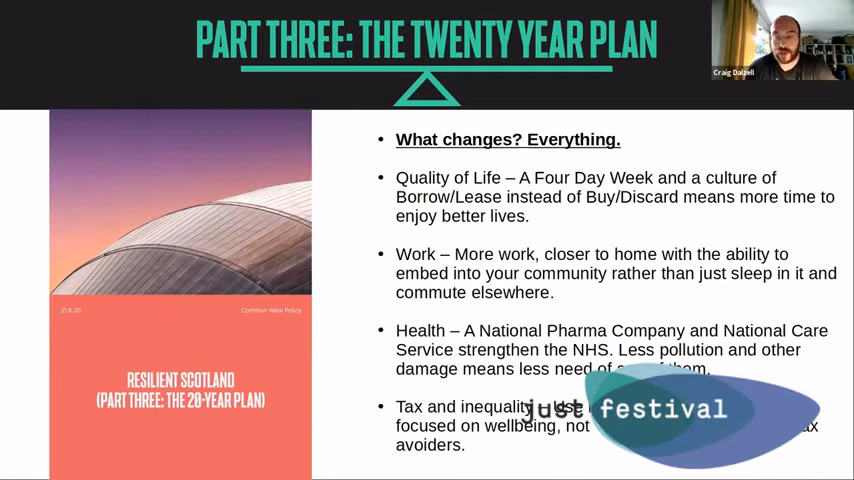 PART THREE: THE TWENTY YEAR PLAN
Craig Dalzell
• What changes? Everything.
• Quality of Life – A Four Day Week and a culture of
Borrow/Lease instead of Buy/Discard means more time to
enjoy better lives.
• Work – More work, closer to home with the ability to
embed into your community rather than just sleep in it and
commute elsewhere.
• Health – A National Pharma Company and National Care
Service strengthen the NHS. Less pollution and other
damage means less need of
• Tax and inequality – Use
focused on wellbeing, not
avoiders.
21.6.20
Common Weal Policy
RESILIENT SCOTLAND
(PART THREE: THE 20-YEAR PLAN)
just festival